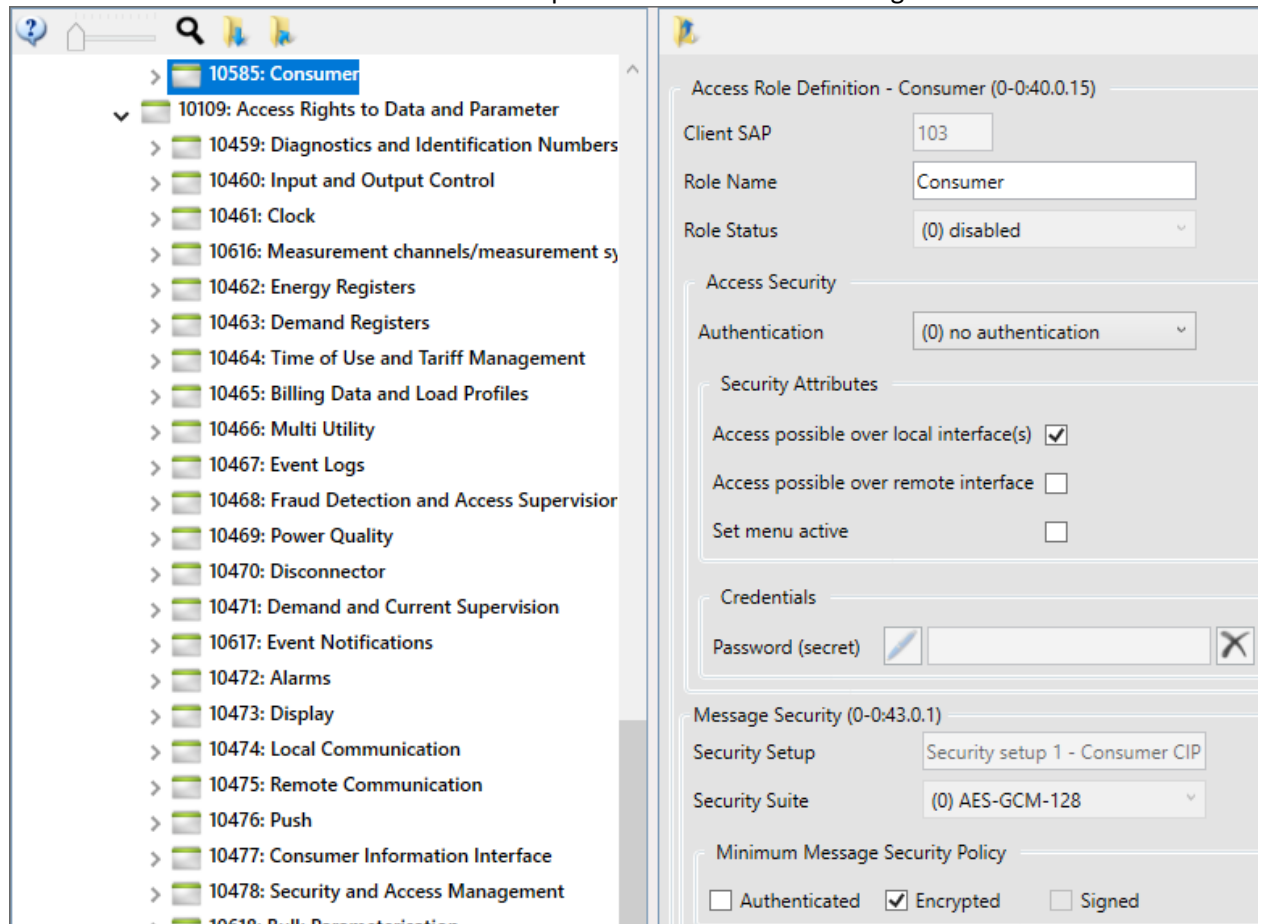 10585: Consumer
10109: Access Rights to Data and Parameter
10459: Diagnostics and Identification Numbers
10460: Input and Output Control
10461: Clock
10616: Measurement channels/measurement sy
10462: Energy Registers
10463: Demand Registers
10464: Time of Use and Tariff Management
10465: Billing Data and Load Profiles
10466: Multi Utility
10467: Event Logs
10468: Fraud Detection and Access Supervision
10469: Power Quality
10470: Disconnector
10471: Demand and Current Supervision
10617: Event Notifications
10472: Alarms
10473: Display
10474: Local Communication
10475: Remote Communication
10476: Push
10477: Consumer Information Interface
10478: Security and Access Management
Access Role Definition - Consumer (0-0:40.0.15)
Client SAP 103
Role Name Consumer
Role Status (0) disabled
Access Security
Authentication (0) no authentication
Security Attributes
Access possible over local interface(s)
Access possible over remote interface
Set menu active
Credentials
Password (secret)
Message Security (0-0:43.0.1)
Security Setup Security setup 1 - Consumer CIP
Security Suite (0) AES-GCM-128
Minimum Message Security Policy
Authenticated Encrypted Signed